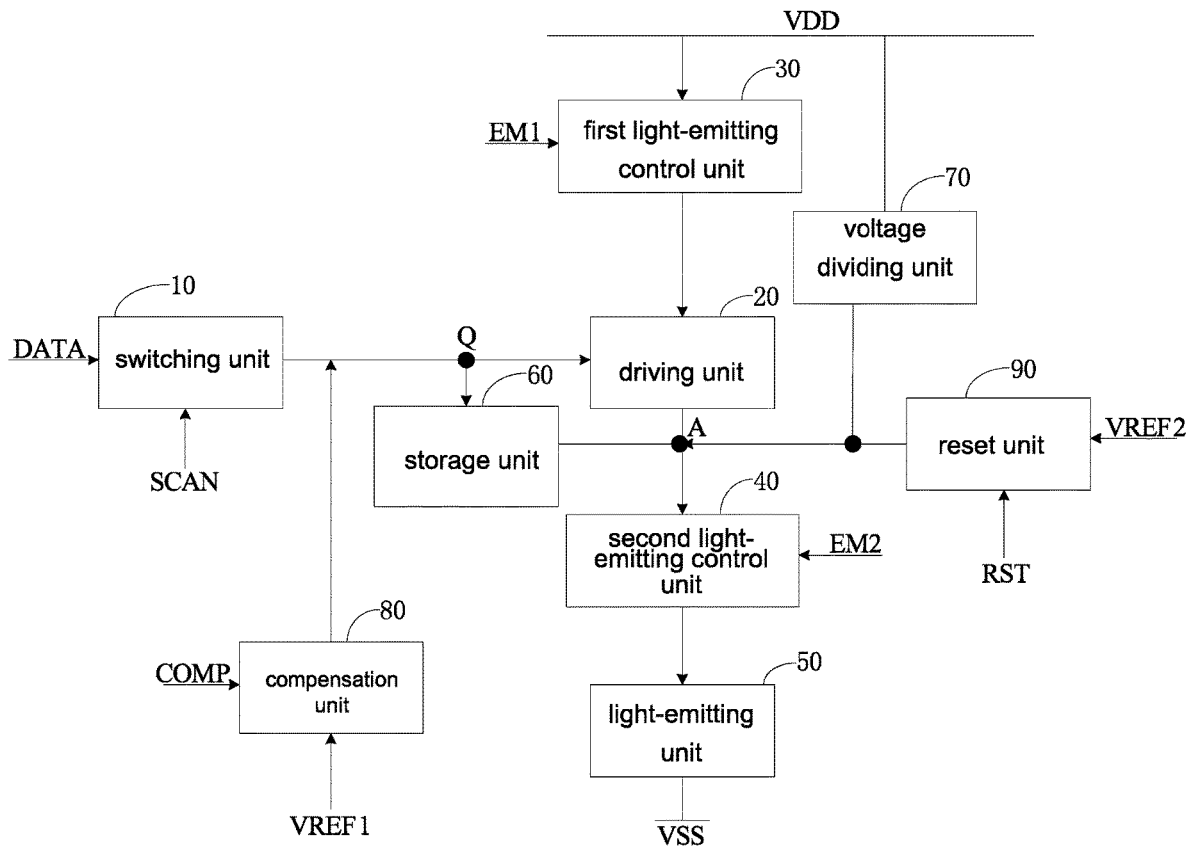 VDD
30
EM1
first light-emitting
control unit
70
voltage
dividing unit
10
DATA
switching unit
SCAN
Q
20
driving unit
60
storage unit
A
90
reset unit
VREF2
RST
40
second light-
emitting control
unit
EM2
80
COMP
compensation
unit
VREF1
50
light-emitting
unit
VSS